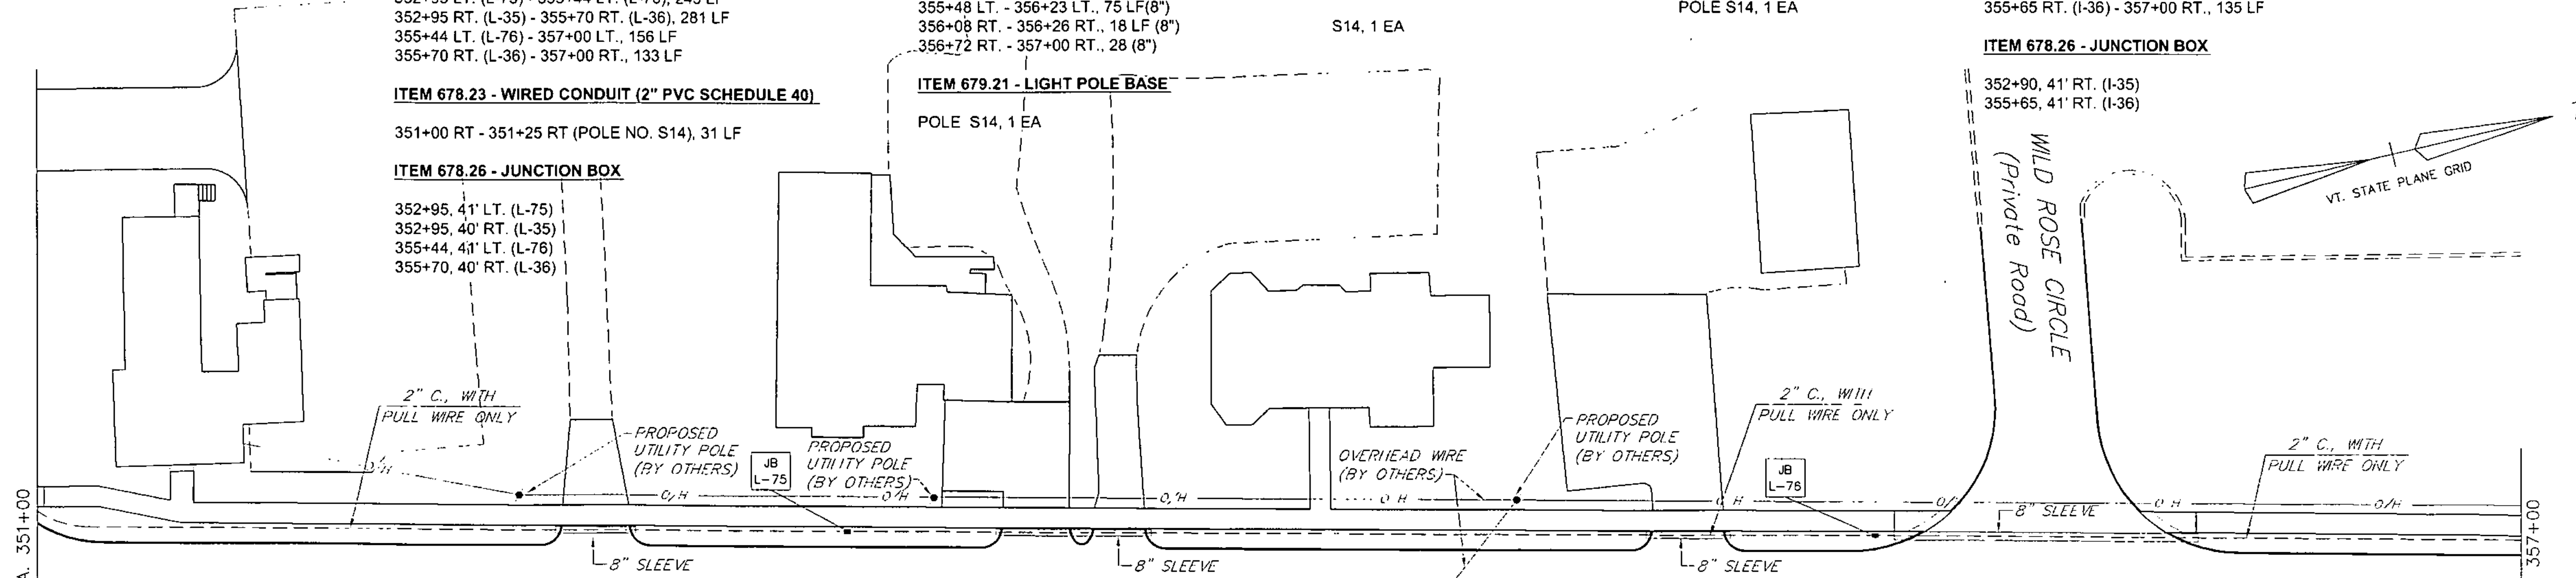 352+95 RT. (L-35) - 355+70 RT. (L-36), 281 LF
355+44 LT. (L-76) - 357+00 LT., 156 LF
355+70 RT. (L-36) - 357+00 RT., 133 LF
ITEM 678.23 - WIRED CONDUIT (2" PVC SCHEDULE 40)
351+00 RT - 351+25 RT (POLE NO. S14), 31 LF
ITEM 678.26 - JUNCTION BOX
352+95, 41' LT. (L-75)
352+95, 40' RT. (L-35)
355+44, 41' LT. (L-76)
355+70, 40' RT. (L-36)
355+48 LT. - 356+23 LT., 75 LF(8")
356+08 RT. - 356+26 RT., 18 LF (8")
356+72 RT. - 357+00 RT., 28 (8")
ITEM 679.21 - LIGHT POLE BASE
POLE S14, 1 EA
S14, 1 EA
POLE S14, 1 EA
355+65 RT. (I-36) - 357+00 RT., 135 LF
ITEM 678.26 - JUNCTION BOX
352+90, 41' RT. (I-35)
355+65, 41' RT. (I-36)
WILD ROSE CIRCLE
(Private Road)
VT. STATE PLANE GRID
2" C., WITH
PULL WIRE ONLY
PROPOSED
UTILITY POLE
(BY OTHERS)
JB
L-75
PROPOSED
UTILITY POLE
(BY OTHERS)
OVERHEAD WIRE
(BY OTHERS)
PROPOSED
UTILITY POLE
(BY OTHERS)
2" C., WITH
PULL WIRE ONLY
JB
L-76
2" C., WITH
PULL WIRE ONLY
O/H
O/H
O/H
O/H
O H
O H
O/H
O H
O/H
8" SLEEVE
8" SLEEVE
8" SLEEVE
8" SLEEVE
A. 351+00
357+00